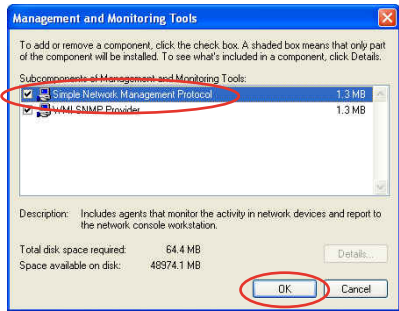 Management and Monitoring Tools
To add or remove a component, click the check box. A shaded box means that only part
of the component will be installed. To see what's included in a component, click Details.
Subcomponents of Management and Monitoring Tools:
Simple Network Management Protocol 1.3 MB
WMI SNMP Provider 1.3 MB
Description: Includes agents that monitor the activity in network devices and report to
the network console workstation.
Total disk space required: 64.4 MB
Space available on disk: 48974.1 MB
Details...
OK Cancel